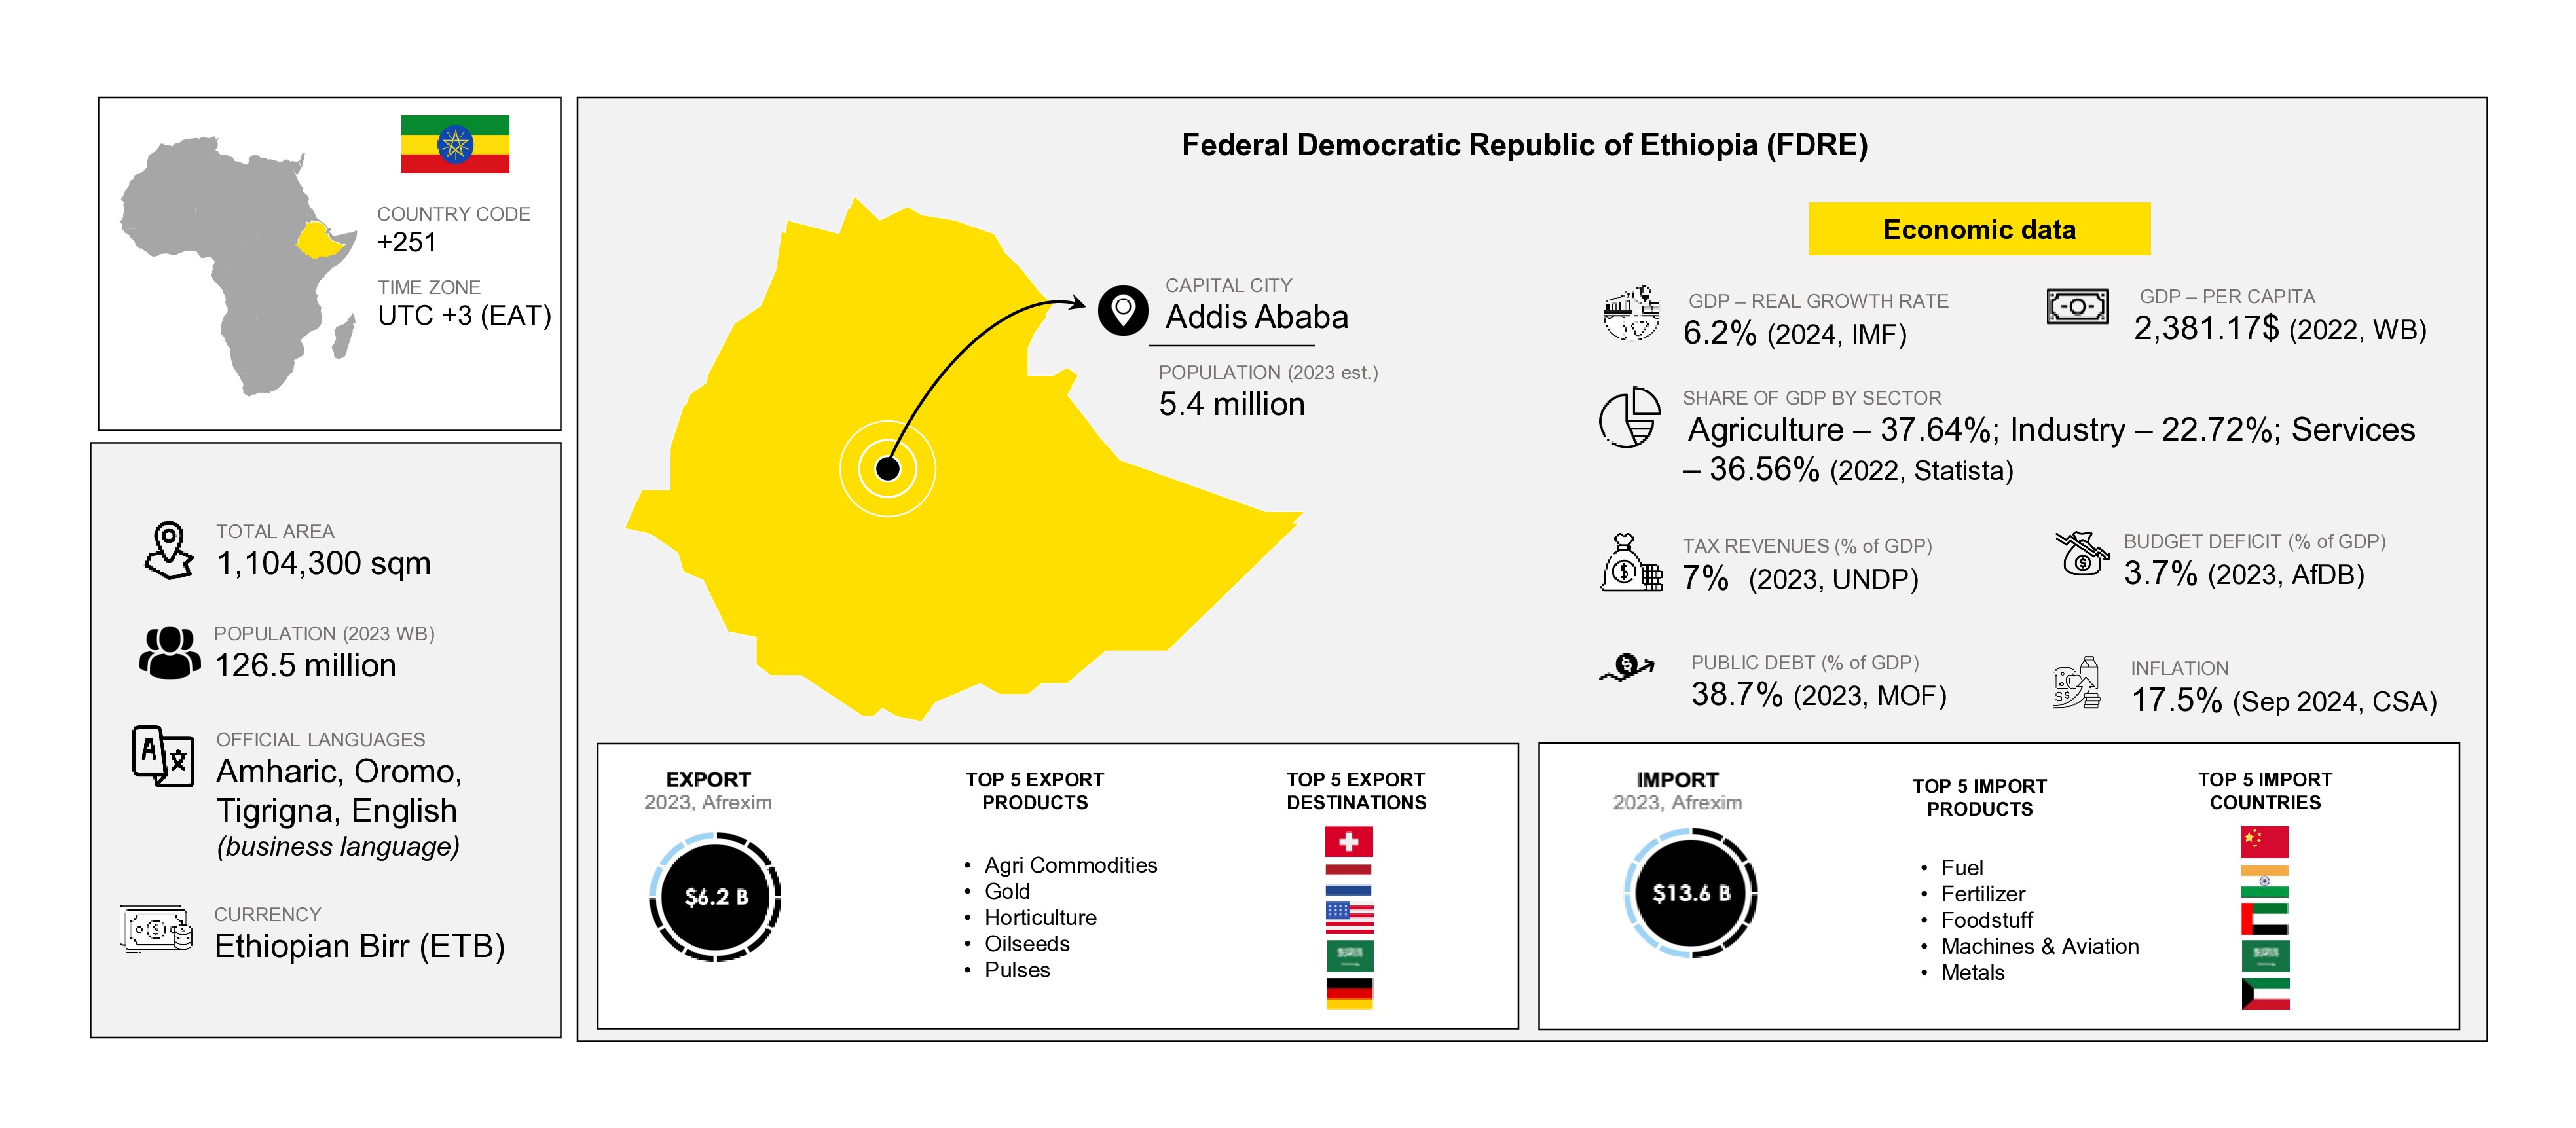 COUNTRY CODE
+251
TIME ZONE
UTC +3 (EAT)
TOTAL AREA
1,104,300 sqm
POPULATION (2023 WB)
126.5 million
OFFICIAL LANGUAGES
Amharic, Oromo,
Tigrigna, English
(business language)
CURRENCY
Ethiopian Birr (ETB)
Federal Democratic Republic of Ethiopia (FDRE)
CAPITAL CITY
Addis Ababa
POPULATION (2023 est.)
5.4 million
Economic data
GDP – REAL GROWTH RATE
6.2% (2024, IMF)
GDP – PER CAPITA
2,381.17$ (2022, WB)
SHARE OF GDP BY SECTOR
Agriculture – 37.64%; Industry – 22.72%; Services
– 36.56% (2022, Statista)
TAX REVENUES (% of GDP)
7% (2023, UNDP)
BUDGET DEFICIT (% of GDP)
3.7% (2023, AfDB)
PUBLIC DEBT (% of GDP)
38.7% (2023, MOF)
INFLATION
17.5% (Sep 2024, CSA)
EXPORT
2023, Afrexim
$6.2 B
TOP 5 EXPORT
PRODUCTS
• Agri Commodities
• Gold
• Horticulture
• Oilseeds
• Pulses
TOP 5 EXPORT
DESTINATIONS
IMPORT
2023, Afrexim
$13.6 B
TOP 5 IMPORT
PRODUCTS
• Fuel
• Fertilizer
• Foodstuff
• Machines & Aviation
• Metals
TOP 5 IMPORT
COUNTRIES